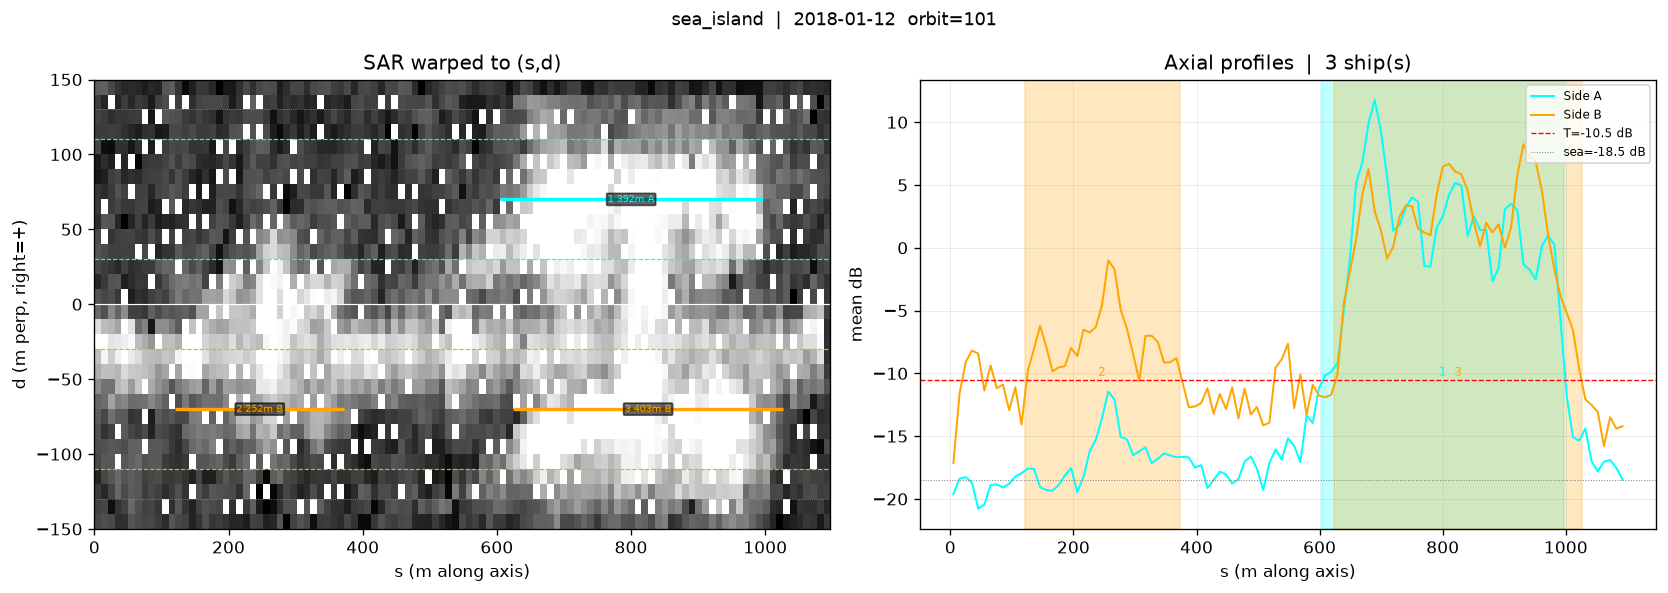 sea_island | 2018-01-12 orbit=101
SAR warped to (s,d)
150
100
50
0
−50
−100
−150
d (m perp, right=+)
1 392m A
2 252m B
3 403m B
0
200
400
600
800
1000
s (m along axis)
Axial profiles | 3 ship(s)
10
5
0
−5
−10
−15
−20
mean dB
Side A
Side B
T=-10.5 dB
sea=-18.5 dB
2
1
3
0
200
400
600
800
1000
s (m along axis)